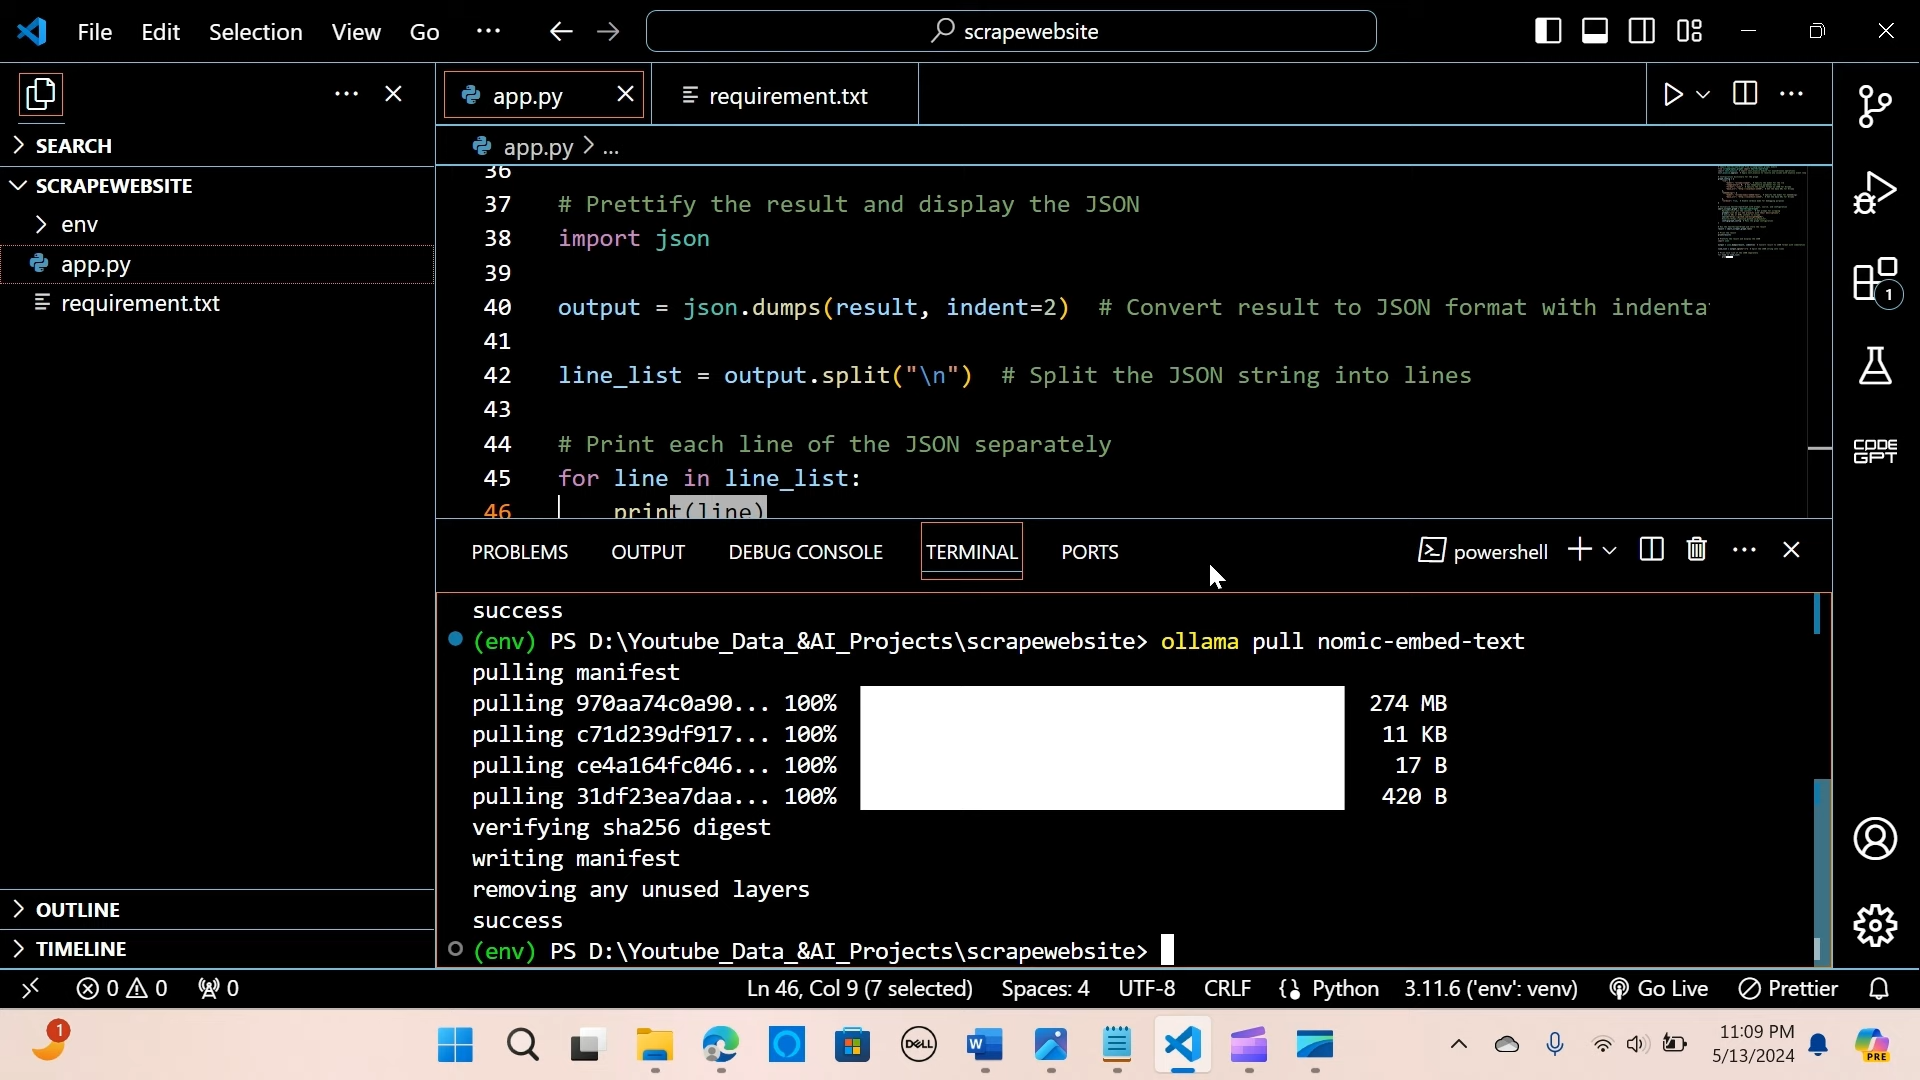 File Edit Selection View Go ··· scrapewebsite
SEARCH
SCRAPEWEBSITE
env
app.py
requirement.txt
OUTLINE
TIMELINE
app.py requirement.txt
app.py > ...
36
37 # Prettify the result and display the JSON
38 import json
39
40 output = json.dumps(result, indent=2) # Convert result to JSON format with indenta
41
42 line_list = output.split("\n") # Split the JSON string into lines
43
44 # Print each line of the JSON separately
45 for line in line_list:
46 print(line)
PROBLEMS OUTPUT DEBUG CONSOLE TERMINAL PORTS powershell
success
(env) PS D:\Youtube_Data_&AI_Projects\scrapewebsite> ollama pull nomic-embed-text
pulling manifest
pulling 970aa74c0a90... 100% 274 MB
pulling c71d239df917... 100% 11 KB
pulling ce4a164fc046... 100% 17 B
pulling 31df23ea7daa... 100% 420 B
verifying sha256 digest
writing manifest
removing any unused layers
success
(env) PS D:\Youtube_Data_&AI_Projects\scrapewebsite>
1
CODE
GPT
0 0 0 Ln 46, Col 9 (7 selected) Spaces: 4 UTF-8 CRLF Python 3.11.6 ('env': venv) Go Live Prettier
1 DELL W 11:09 PM
5/13/2024
PRE